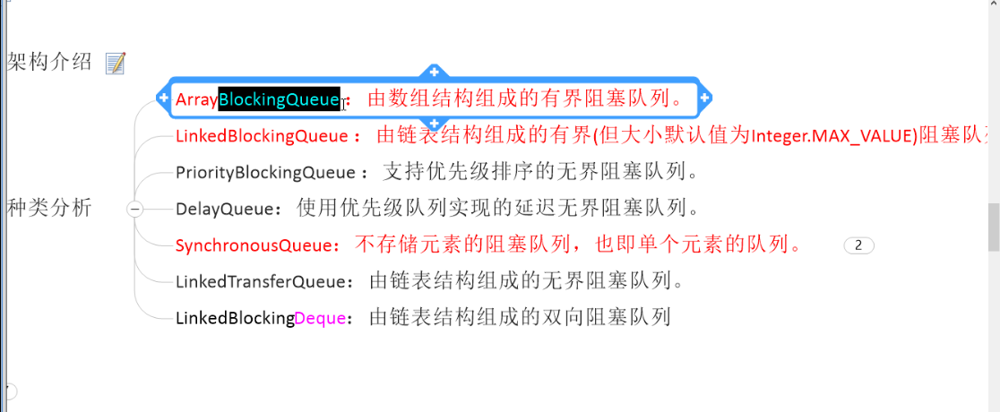 架构介绍
ArrayBlockingQueue: 由数组结构组成的有界阻塞队列。
LinkedBlockingQueue： 由链表结构组成的有界(但大小默认值为Integer.MAX_VALUE)阻塞队
种类分析
PriorityBlockingQueue：支持优先级排序的无界阻塞队列。
DelayQueue：使用优先级队列实现的延迟无界阻塞队列。
SynchronousQueue：不存储元素的阻塞队列，也即单个元素的队列。
2
LinkedTransferQueue：由链表结构组成的无界阻塞队列。
LinkedBlockingDeque：由链表结构组成的双向阻塞队列